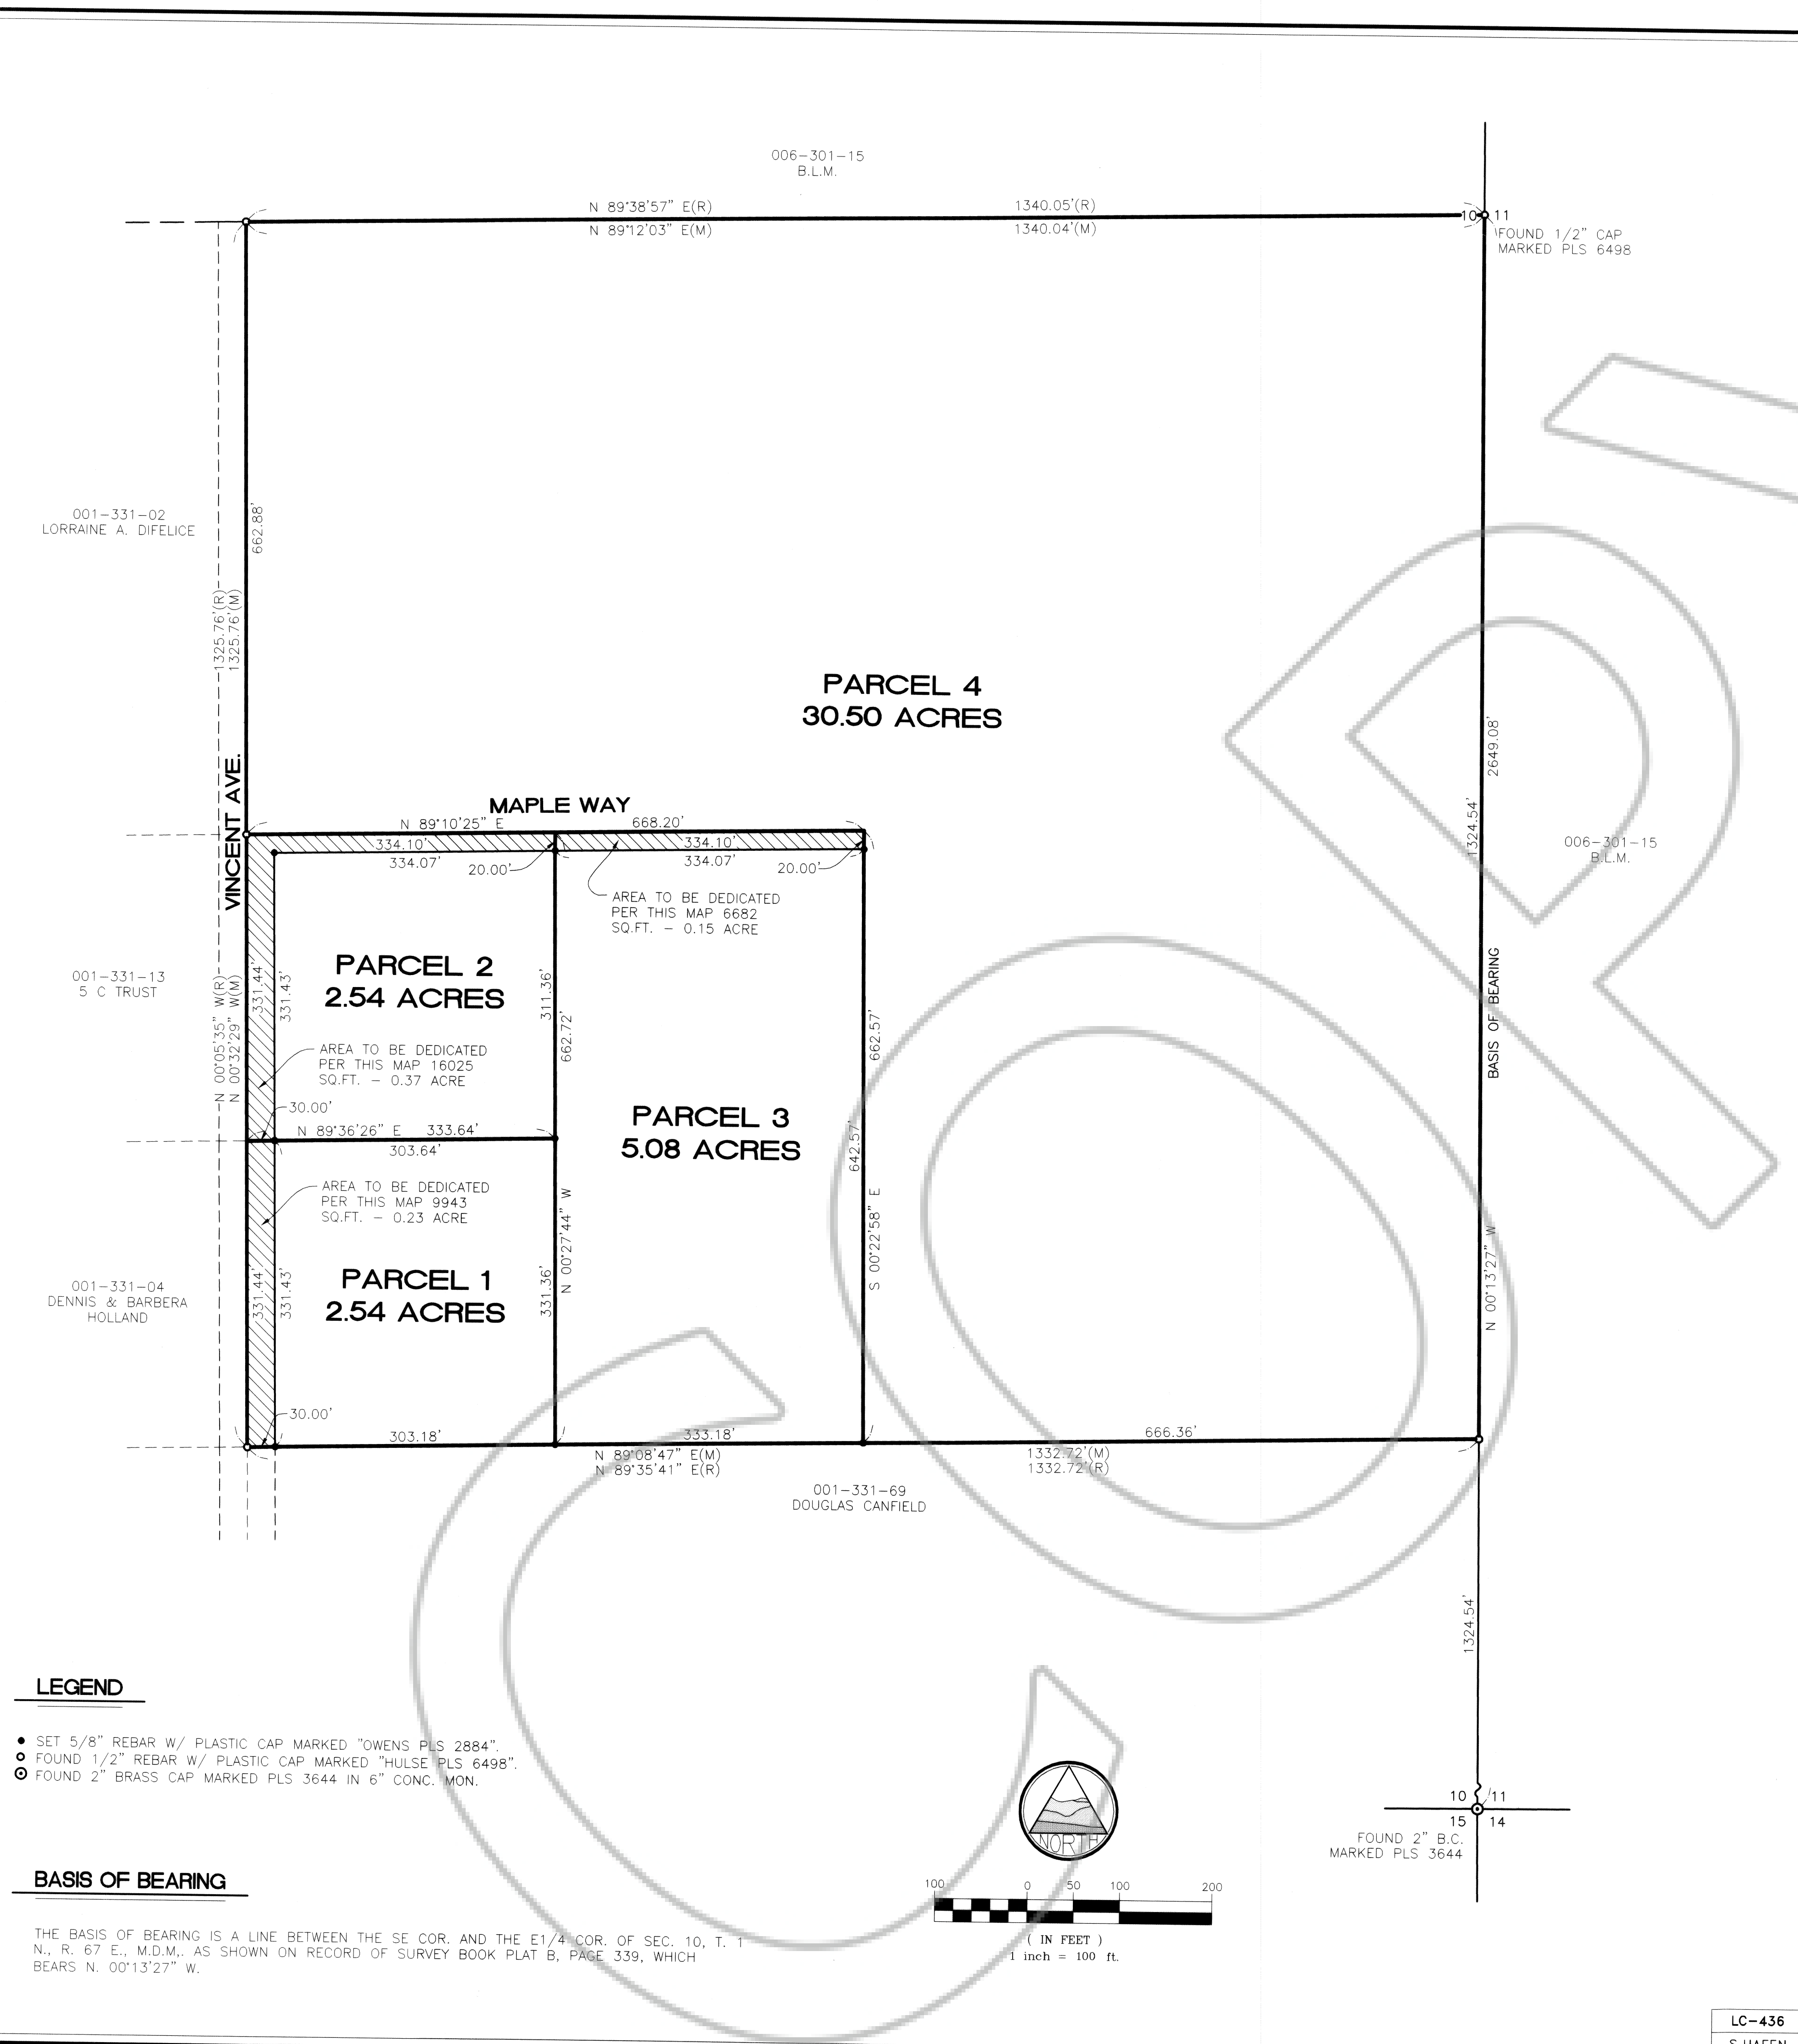 006-301-15
B.L.M.
N 89°38'57" E(R)
1340.05'(R)
N 89°12'03" E(M)
1340.04'(M)
10 11
FOUND 1/2" CAP
MARKED PLS 6498
001-331-02
LORRAINE A. DIFELICE
662.88'
1325.76'(R)
1325.76'(M)
PARCEL 4
30.50 ACRES
2649.08'
1324.54'
006-301-15
B.L.M.
VINCENT AVE.
MAPLE WAY
N 89°10'25" E
668.20'
334.10'
334.10'
334.07'
20.00'
334.07'
20.00'
AREA TO BE DEDICATED
PER THIS MAP 6682
SQ.FT. - 0.15 ACRE
001-331-13
5 C TRUST
N 00°05'35" W(R)
N 00°32'29" W(M)
331.44'
331.43'
PARCEL 2
2.54 ACRES
311.36'
662.72'
662.57'
BASIS OF BEARING
AREA TO BE DEDICATED
PER THIS MAP 16025
SQ.FT. - 0.37 ACRE
30.00'
N 89°36'26" E 333.64'
303.64'
PARCEL 3
5.08 ACRES
642.57'
AREA TO BE DEDICATED
PER THIS MAP 9943
SQ.FT. - 0.23 ACRE
N 00°27'44" W
S 00°22'58" E
N 00°13'27" W
001-331-04
DENNIS & BARBERA
HOLLAND
331.44'
331.43'
PARCEL 1
2.54 ACRES
331.36'
30.00'
303.18'
333.18'
666.36'
N 89°08'47" E(M)
1332.72'(M)
N 89°35'41" E(R)
1332.72'(R)
001-331-69
DOUGLAS CANFIELD
1324.54'
LEGEND
SET 5/8" REBAR W/ PLASTIC CAP MARKED "OWENS PLS 2884".
FOUND 1/2" REBAR W/ PLASTIC CAP MARKED "HULSE PLS 6498".
FOUND 2" BRASS CAP MARKED PLS 3644 IN 6" CONC. MON.
10 11
15 14
FOUND 2" B.C.
MARKED PLS 3644
NORTH
BASIS OF BEARING
THE BASIS OF BEARING IS A LINE BETWEEN THE SE COR. AND THE E1/4 COR. OF SEC. 10, T. 1
N., R. 67 E., M.D.M,. AS SHOWN ON RECORD OF SURVEY BOOK PLAT B, PAGE 339, WHICH
BEARS N. 00°13'27" W.
100 0 50 100 200
( IN FEET )
1 inch = 100 ft.
LC-436
COP